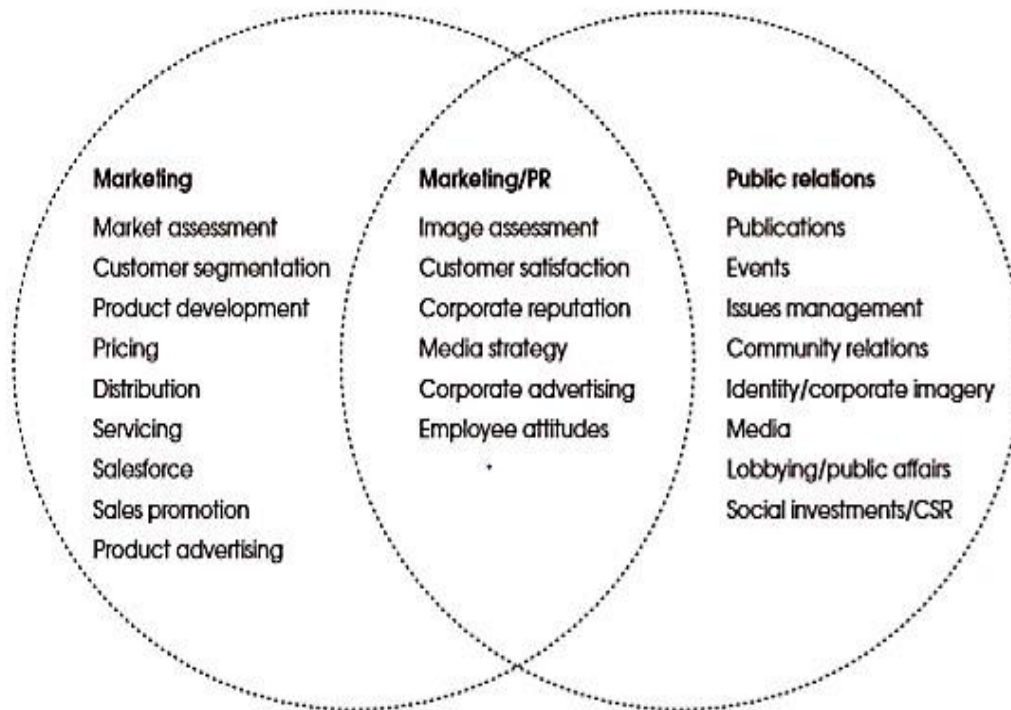 Marketing
Market assessment
Customer segmentation
Product development
Pricing
Distribution
Servicing
Salesforce
Sales promotion
Product advertising
Marketing/PR
Image assessment
Customer satisfaction
Corporate reputation
Media strategy
Corporate advertising
Employee attitudes
Public relations
Publications
Events
Issues management
Community relations
Identity/corporate imagery
Media
Lobbying/public affairs
Social investments/CSR